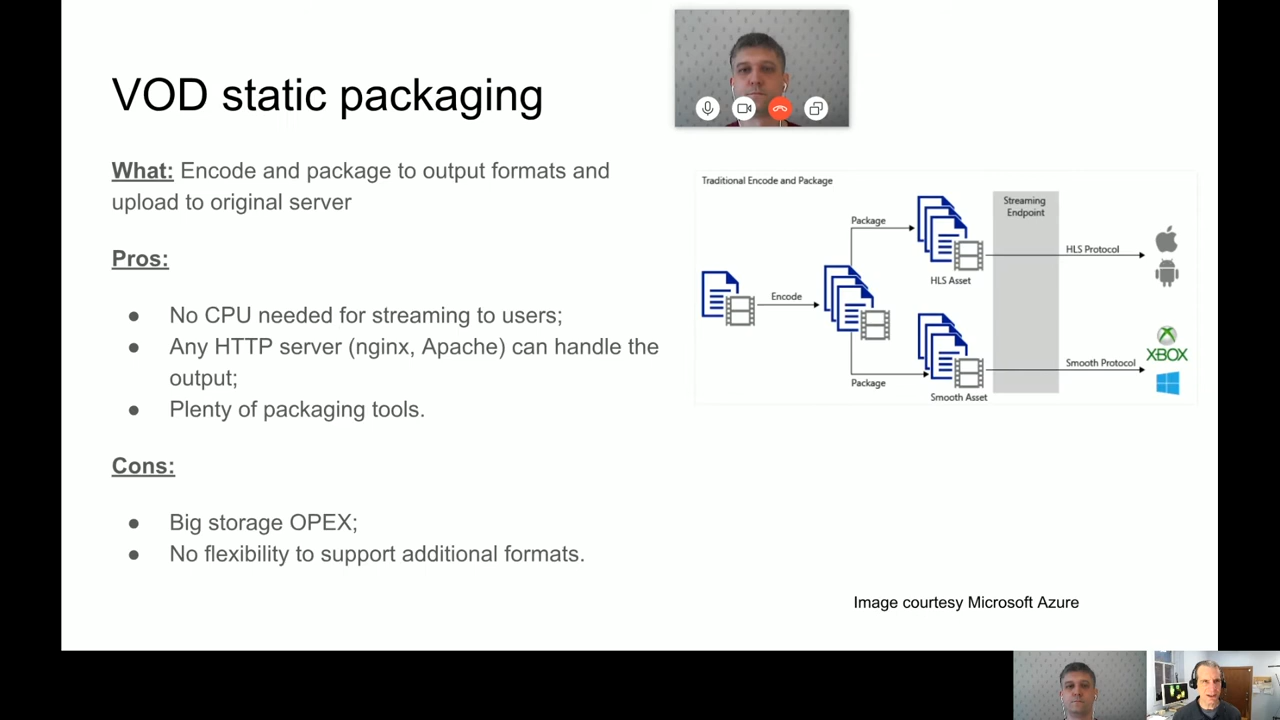 VOD static packaging
What: Encode and package to output formats and
upload to original server
Pros:
● No CPU needed for streaming to users;
● Any HTTP server (nginx, Apache) can handle the
output;
● Plenty of packaging tools.
Cons:
● Big storage OPEX;
● No flexibility to support additional formats.
Traditional Encode and Package
Package
HLS Asset
Encode
Package
Smooth Asset
Streaming
Endpoint
HLS Protocol
XBOX
Smooth Protocol
Image courtesy Microsoft Azure